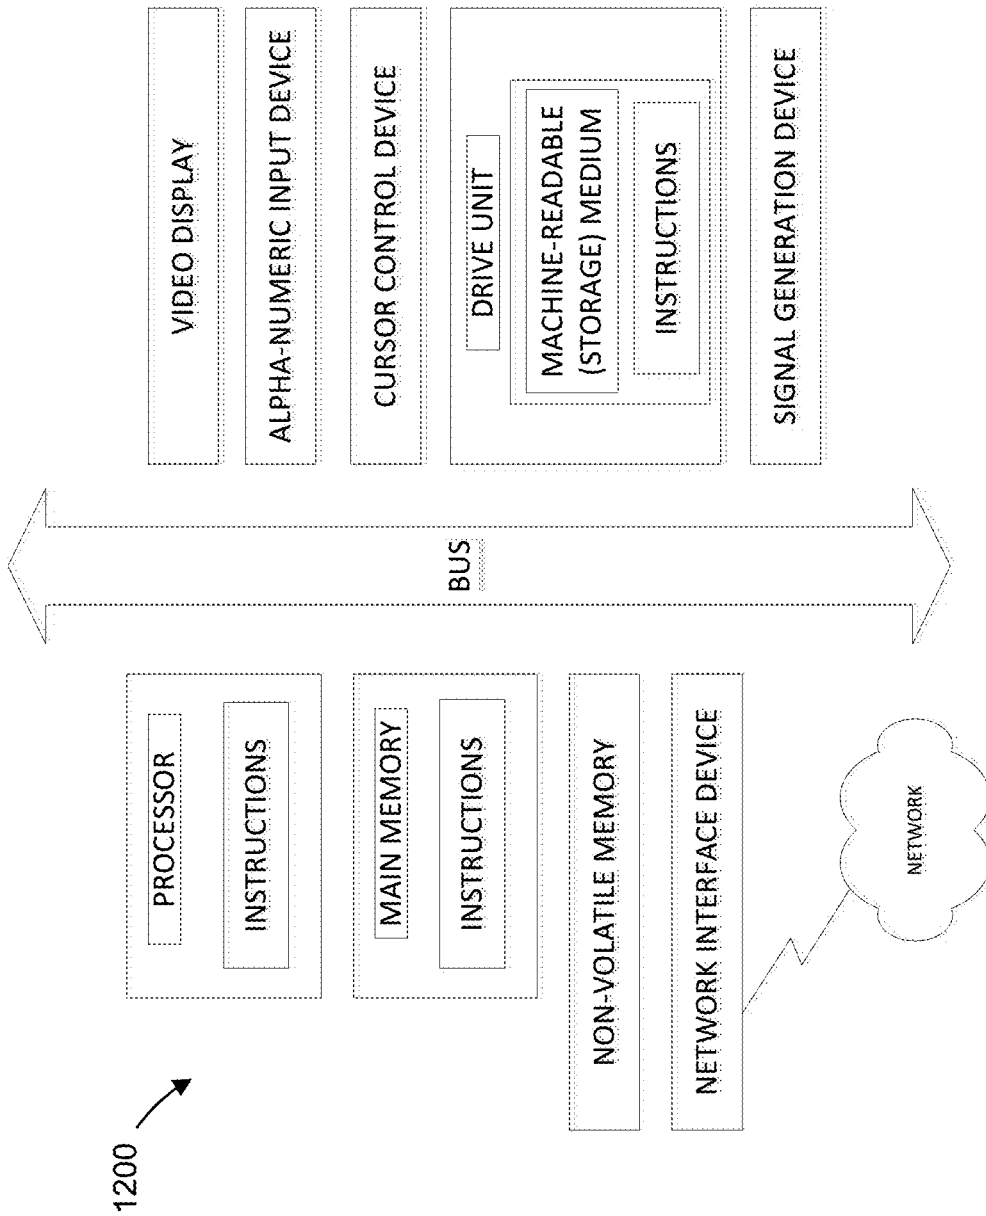 1200
PROCESSOR
INSTRUCTIONS
MAIN MEMORY
INSTRUCTIONS
NON-VOLATILE MEMORY
NETWORK INTERFACE DEVICE
NETWORK
BUS
VIDEO DISPLAY
ALPHA-NUMERIC INPUT DEVICE
CURSOR CONTROL DEVICE
DRIVE UNIT
MACHINE-READABLE
(STORAGE) MEDIUM
INSTRUCTIONS
SIGNAL GENERATION DEVICE